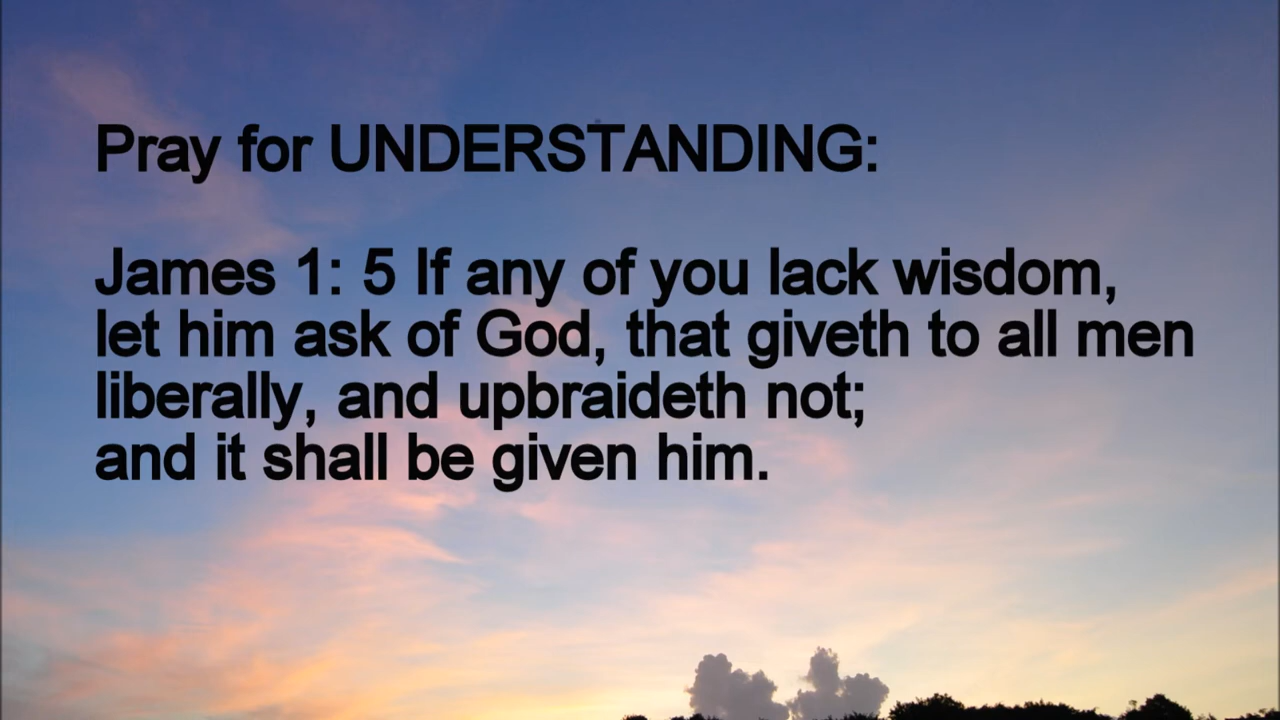 Pray for UNDERSTANDING:
James 1: 5 If any of you lack wisdom,
let him ask of God, that giveth to all men
liberally, and upbraideth not;
and it shall be given him.